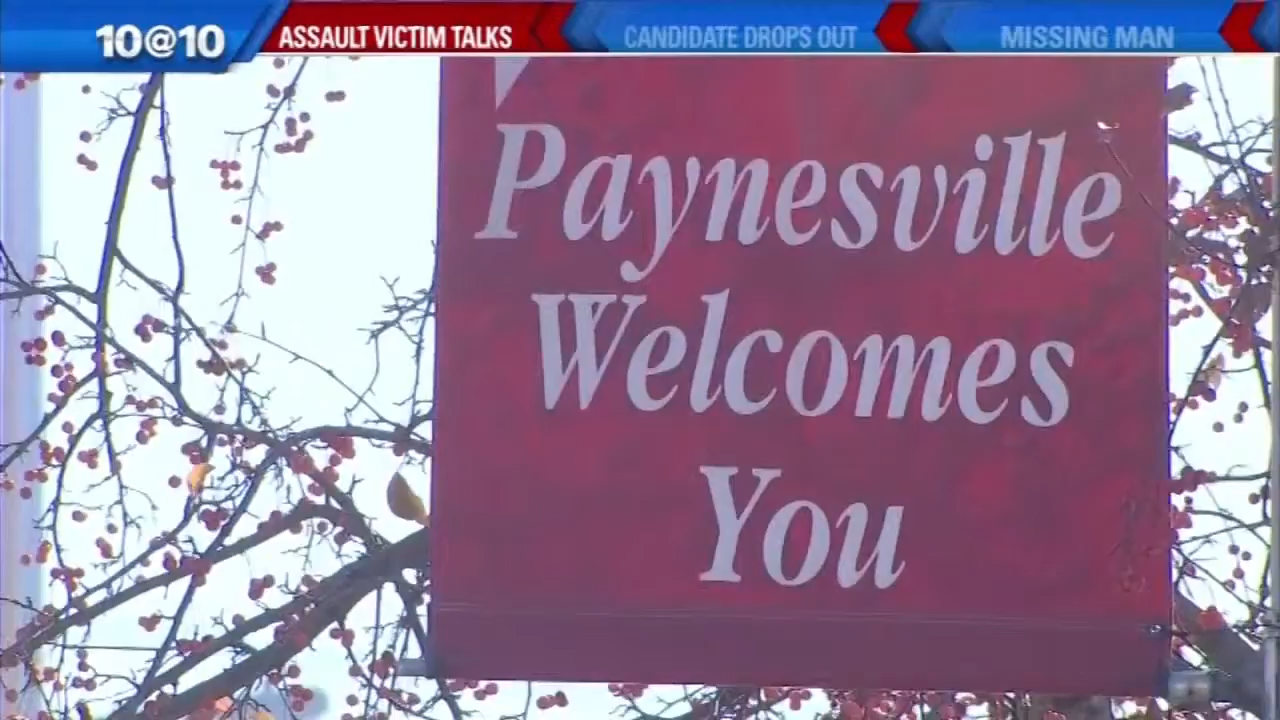 10@10 ASSAULT VICTIM TALKS CANDIDATE DROPS OUT MISSING MAN
Paynesville
Welcomes
You